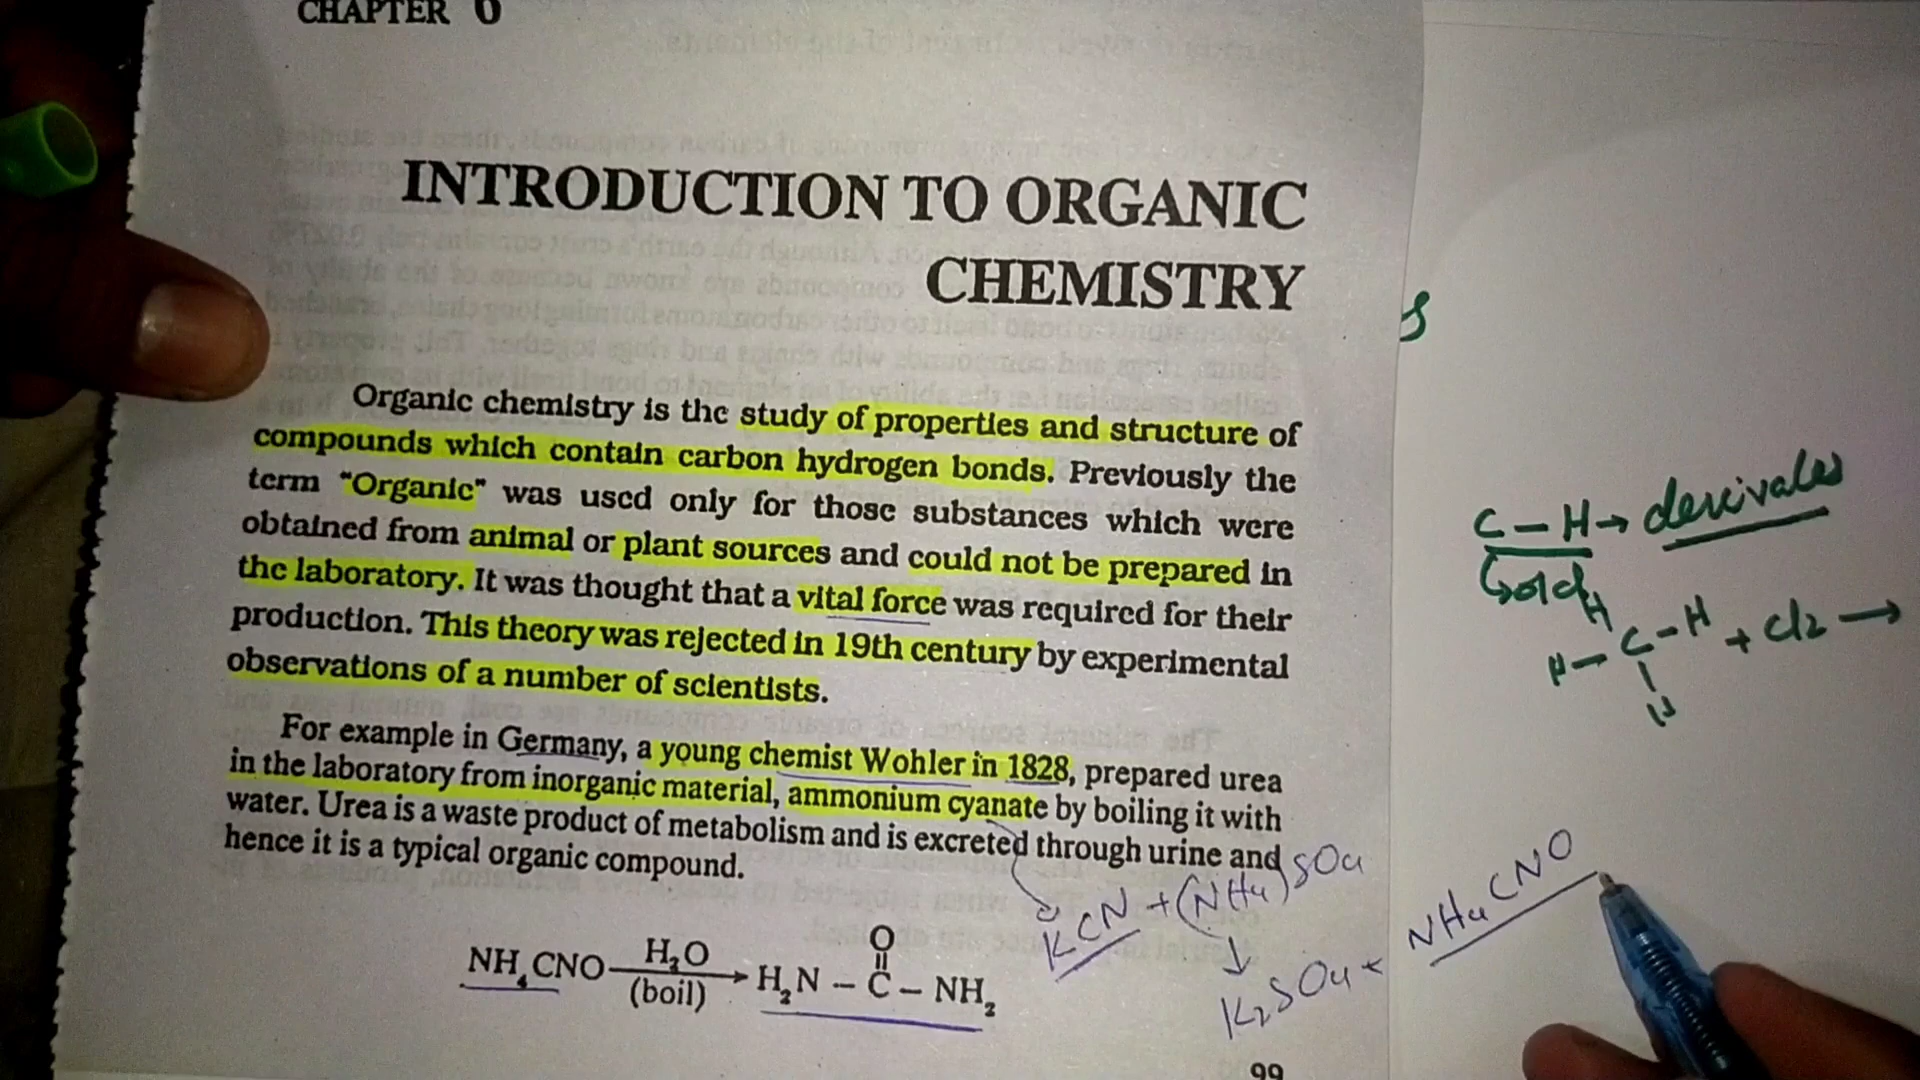 CHAPTER 6
INTRODUCTION TO ORGANIC
CHEMISTRY
Organic chemistry is the study of properties and structure of
compounds which contain carbon hydrogen bonds. Previously the
term "Organic" was used only for those substances which were
obtained from animal or plant sources and could not be prepared in
the laboratory. It was thought that a vital force was required for their
production. This theory was rejected in 19th century by experimental
observations of a number of scientists.
For example in Germany, a young chemist Wohler in 1828, prepared urea
in the laboratory from inorganic material, ammonium cyanate by boiling it with
water. Urea is a waste product of metabolism and is excreted through urine and
hence it is a typical organic compound.
NH₄CNO H₂O (boil) → H₂N – C – NH₂
O
99
S
C – H → derivates
H
H – C – H + Cl2 →
H
KCN + (NH4)SO4
↓
K2SO4 + NH4CNO